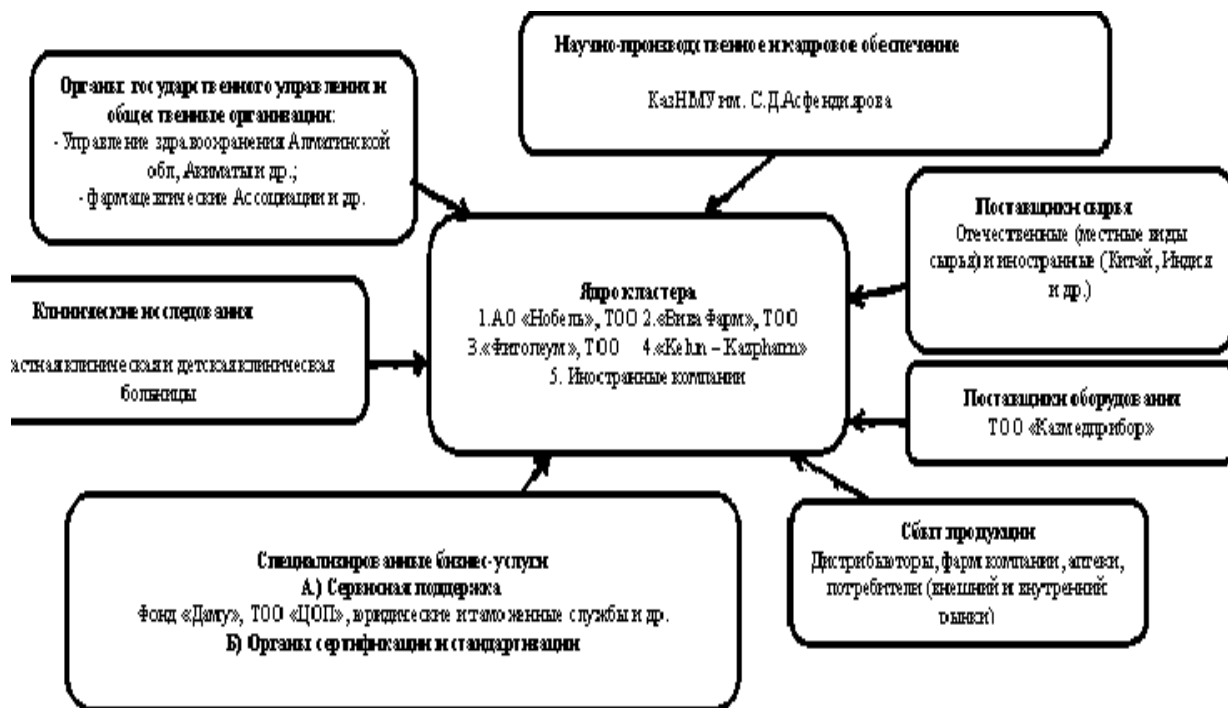 Научно-производственное и кадровое обеспечение
КазНМУ им. С.Д.Асфендиярова
Органы государственного управления и
общественные организации:
- Управление здравоохранения Алматинской
обл, Акиматы и др.;
- фармацевтические Ассоциации и др.
Поставщики сырья
Отечественные (местные виды
сырья) и иностранные (Китай, Индия
и др.)
Ядро кластера
1.АО «Нобель», ТОО 2.«Вива Фарм», ТОО
3.«Фитолеум», ТОО 4.«Kelun – Kazpharm»
5. Иностранные компании
Клинические исследования
астная клиническая и детская клиническая
больницы
Поставщики оборудования
ТОО «Казмедприбор»
Сбыт продукции
Дистрибьюторы, фарм компании, аптеки,
потребители (внешний и внутренний
рынки)
Специализированные бизнес-услуги
А) Сервисная поддержка
Фонд «Даму», ТОО «ЦОП», юридические и таможенные службы и др.
Б) Органы сертификации и стандартизации